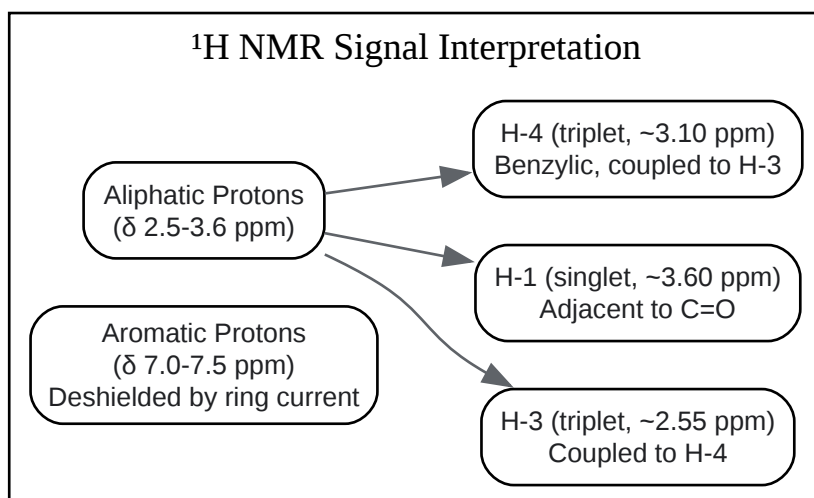 ¹H NMR Signal Interpretation
Aliphatic Protons
(δ 2.5-3.6 ppm)
Aromatic Protons
(δ 7.0-7.5 ppm)
Deshielded by ring current
H-4 (triplet, ~3.10 ppm)
Benzylic, coupled to H-3
H-1 (singlet, ~3.60 ppm)
Adjacent to C=O
H-3 (triplet, ~2.55 ppm)
Coupled to H-4